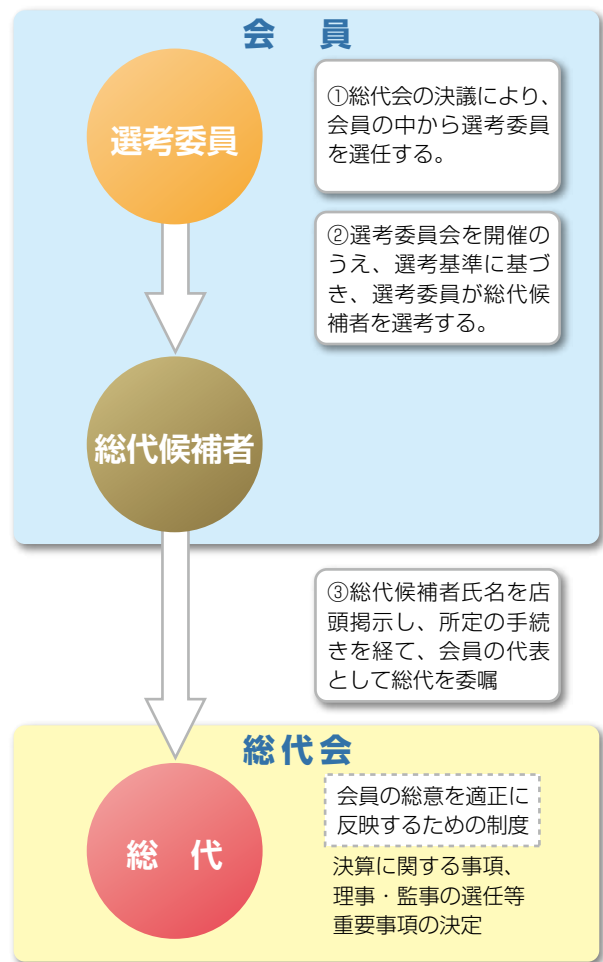 会　員
選考委員
①総代会の決議により、
会員の中から選考委員
を選任する。
②選考委員会を開催の
うえ、選考基準に基づ
き、選考委員が総代候
補者を選考する。
総代候補者
③総代候補者氏名を店
頭掲示し、所定の手続
きを経て、会員の代表
として総代を委嘱
総代会
総　代
会員の総意を適正に
反映するための制度
決算に関する事項、
理事・監事の選任等
重要事項の決定